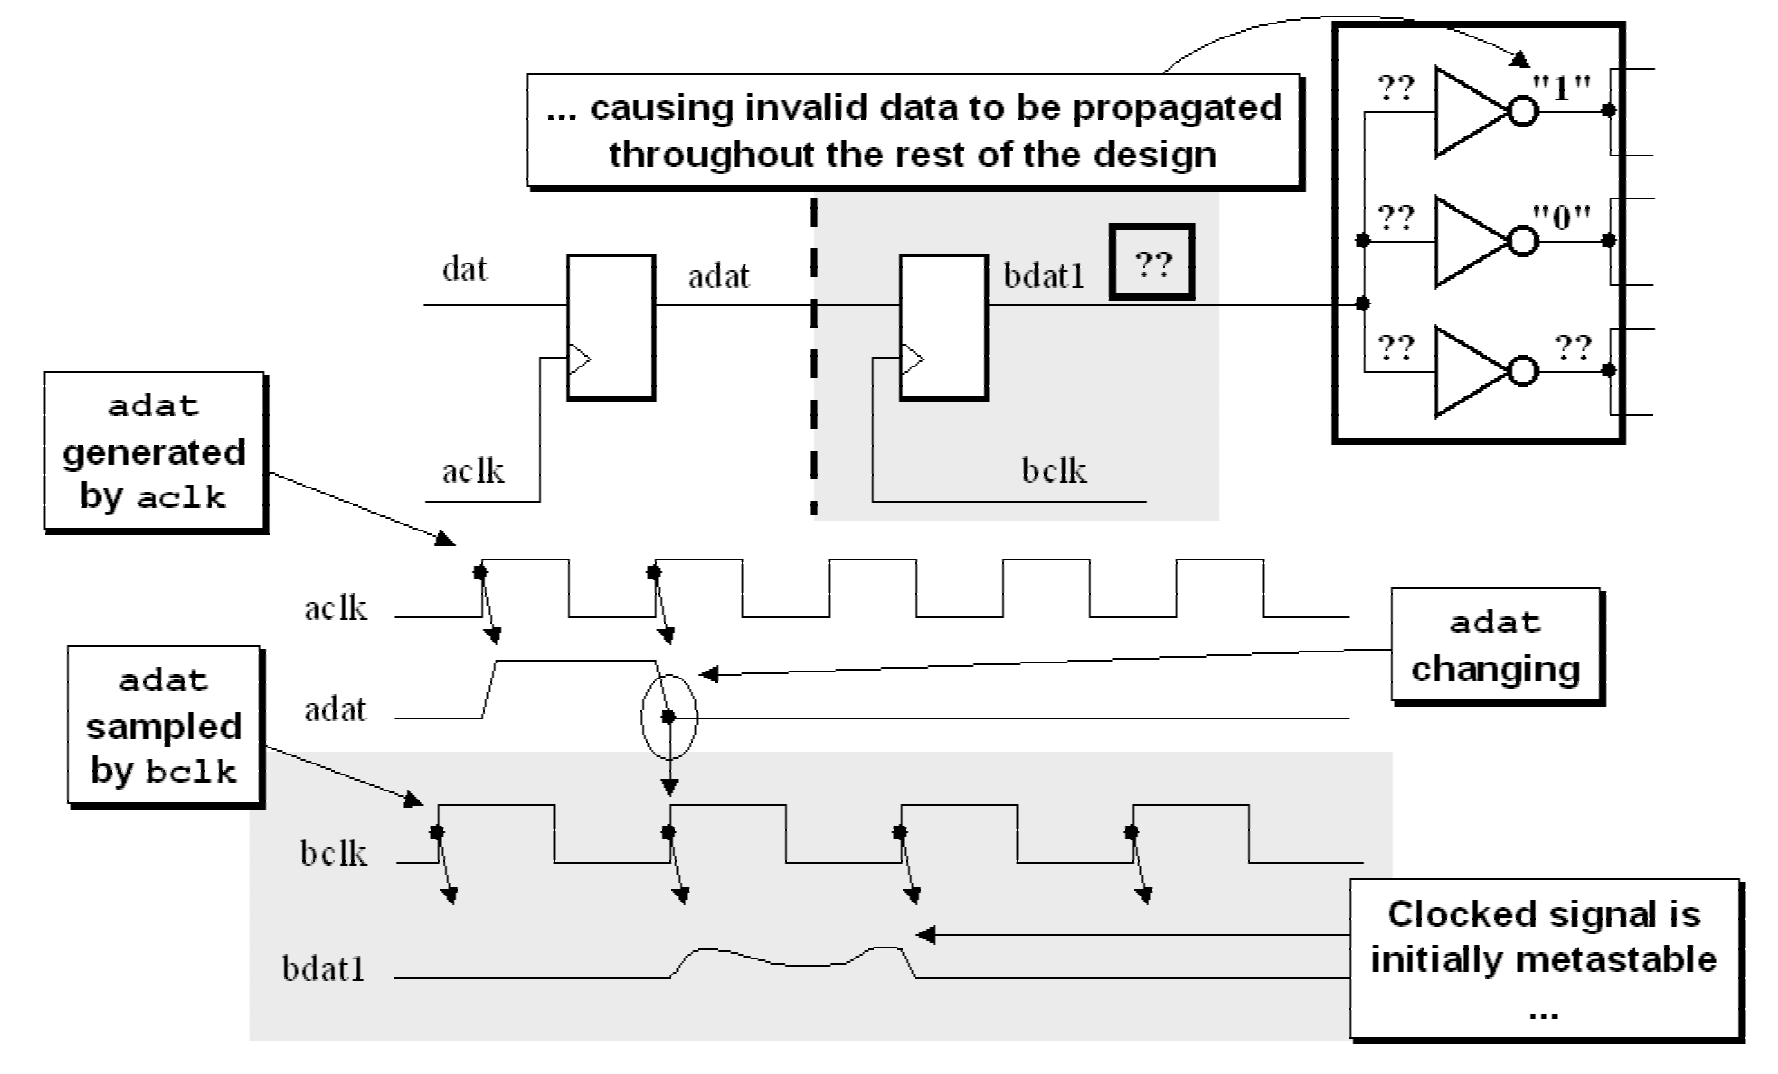 ... causing invalid data to be propagated
throughout the rest of the design
?? "1"
?? "0"
?? ??
dat
adat
bdat1
??
aclk
bclk
adat
generated
by aclk
aclk
adat
changing
adat
sampled
by bclk
adat
bclk
bdat1
Clocked signal is
initially metastable
...